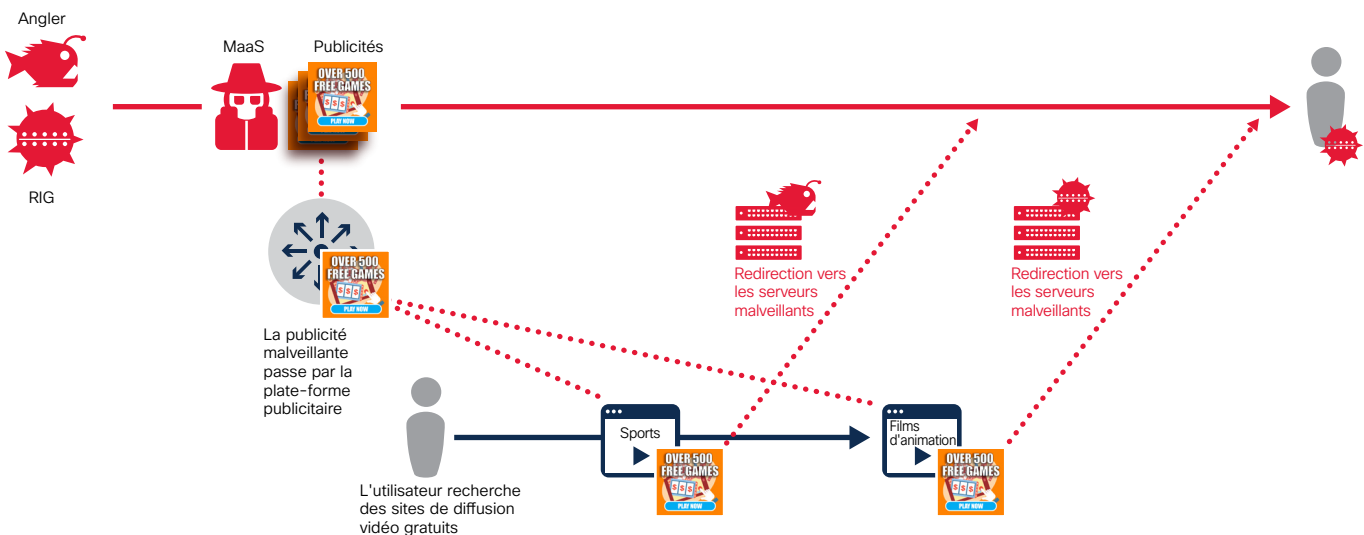 Angler
MaaS
Publicités
OVER 500
FREE GAMES
$ $ $
PLAY NOW
RIG
OVER 500
FREE GAMES
$ $ $
PLAY NOW
La publicité
malveillante
passe par la
plate-forme
publicitaire
Redirection vers
les serveurs
malveillants
Redirection vers
les serveurs
malveillants
L'utilisateur recherche
des sites de diffusion
vidéo gratuits
Sports
OVER 500
FREE GAMES
$ $ $
PLAY NOW
Films
d'animation
OVER 500
FREE GAMES
$ $ $
PLAY NOW